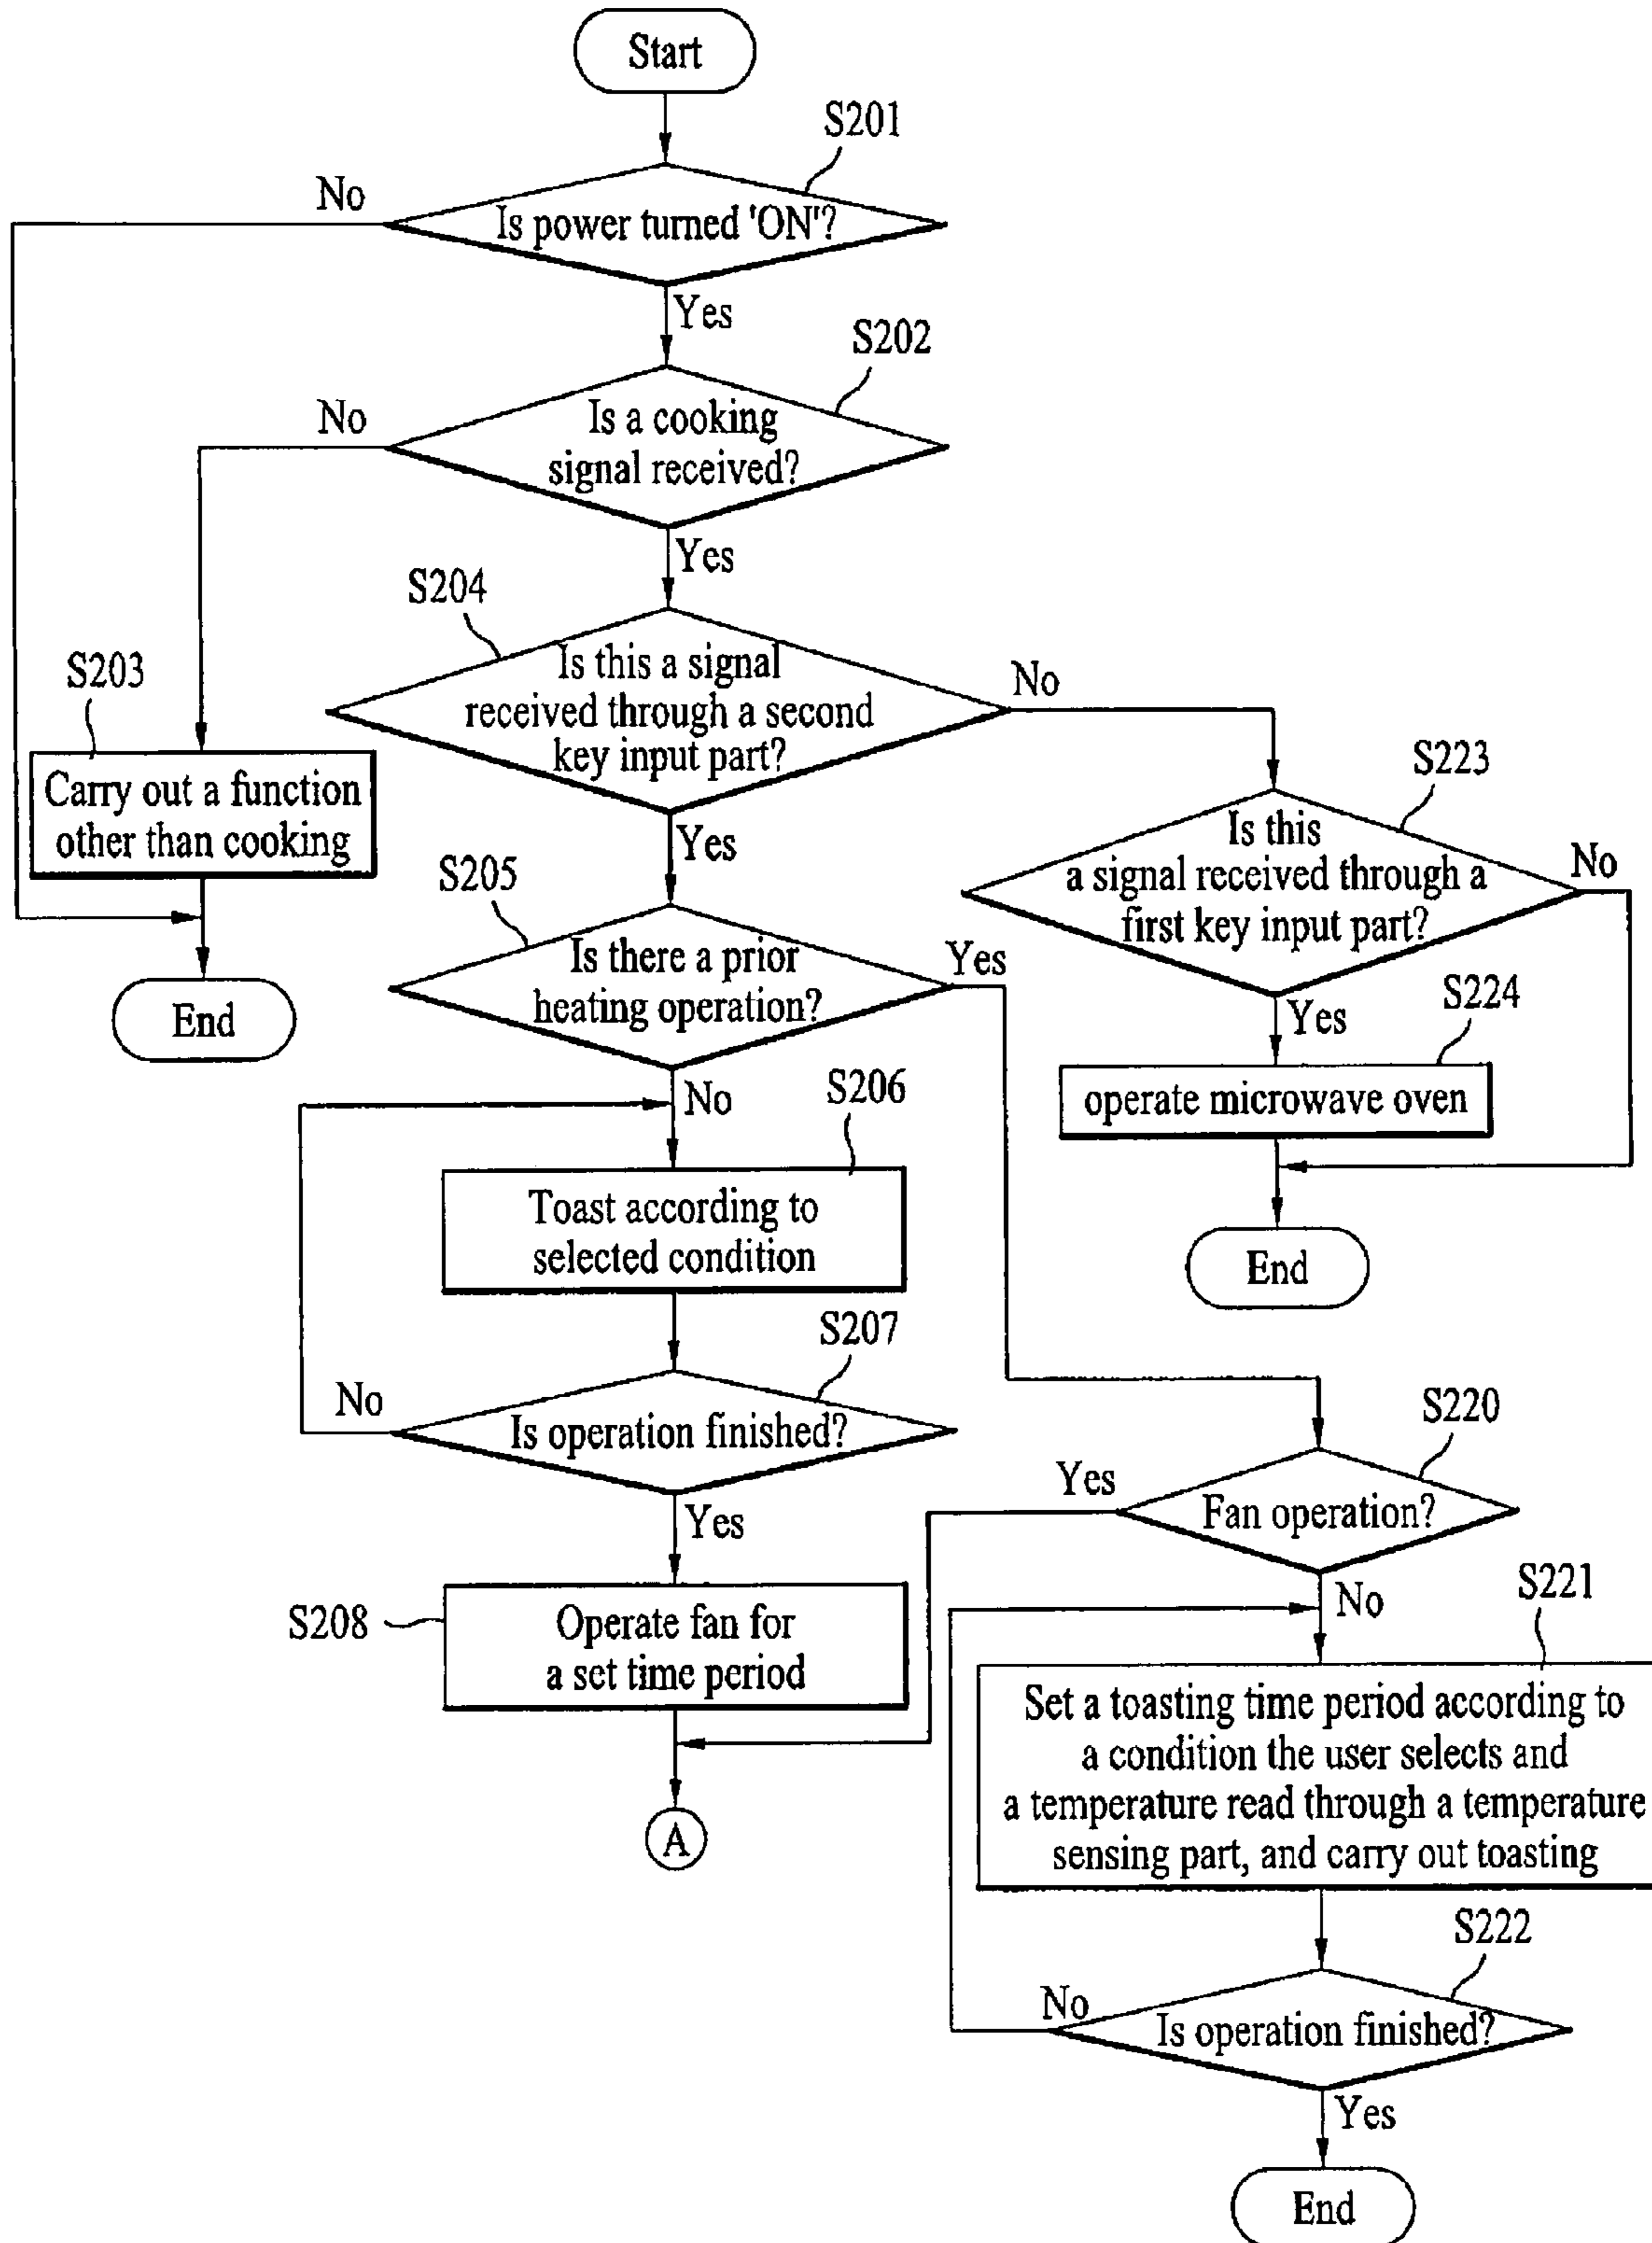 Start
S201
No
Is power turned 'ON'?
Yes
S202
No
Is a cooking
signal received?
Yes
S204
Is this a signal
received through a second
key input part?
No
S203
Carry out a function
other than cooking
End
Yes
S223
Is this
a signal received through a
first key input part?
No
S205
Is there a prior
heating operation?
Yes
Yes
S224
operate microwave oven
End
No
S206
Toast according to
selected condition
S207
No
Is operation finished?
Yes
S220
Yes
Fan operation?
No
S208
Operate fan for
a set time period
A
S221
Set a toasting time period according to
a condition the user selects and
a temperature read through a temperature
sensing part, and carry out toasting
S222
No
Is operation finished?
Yes
End